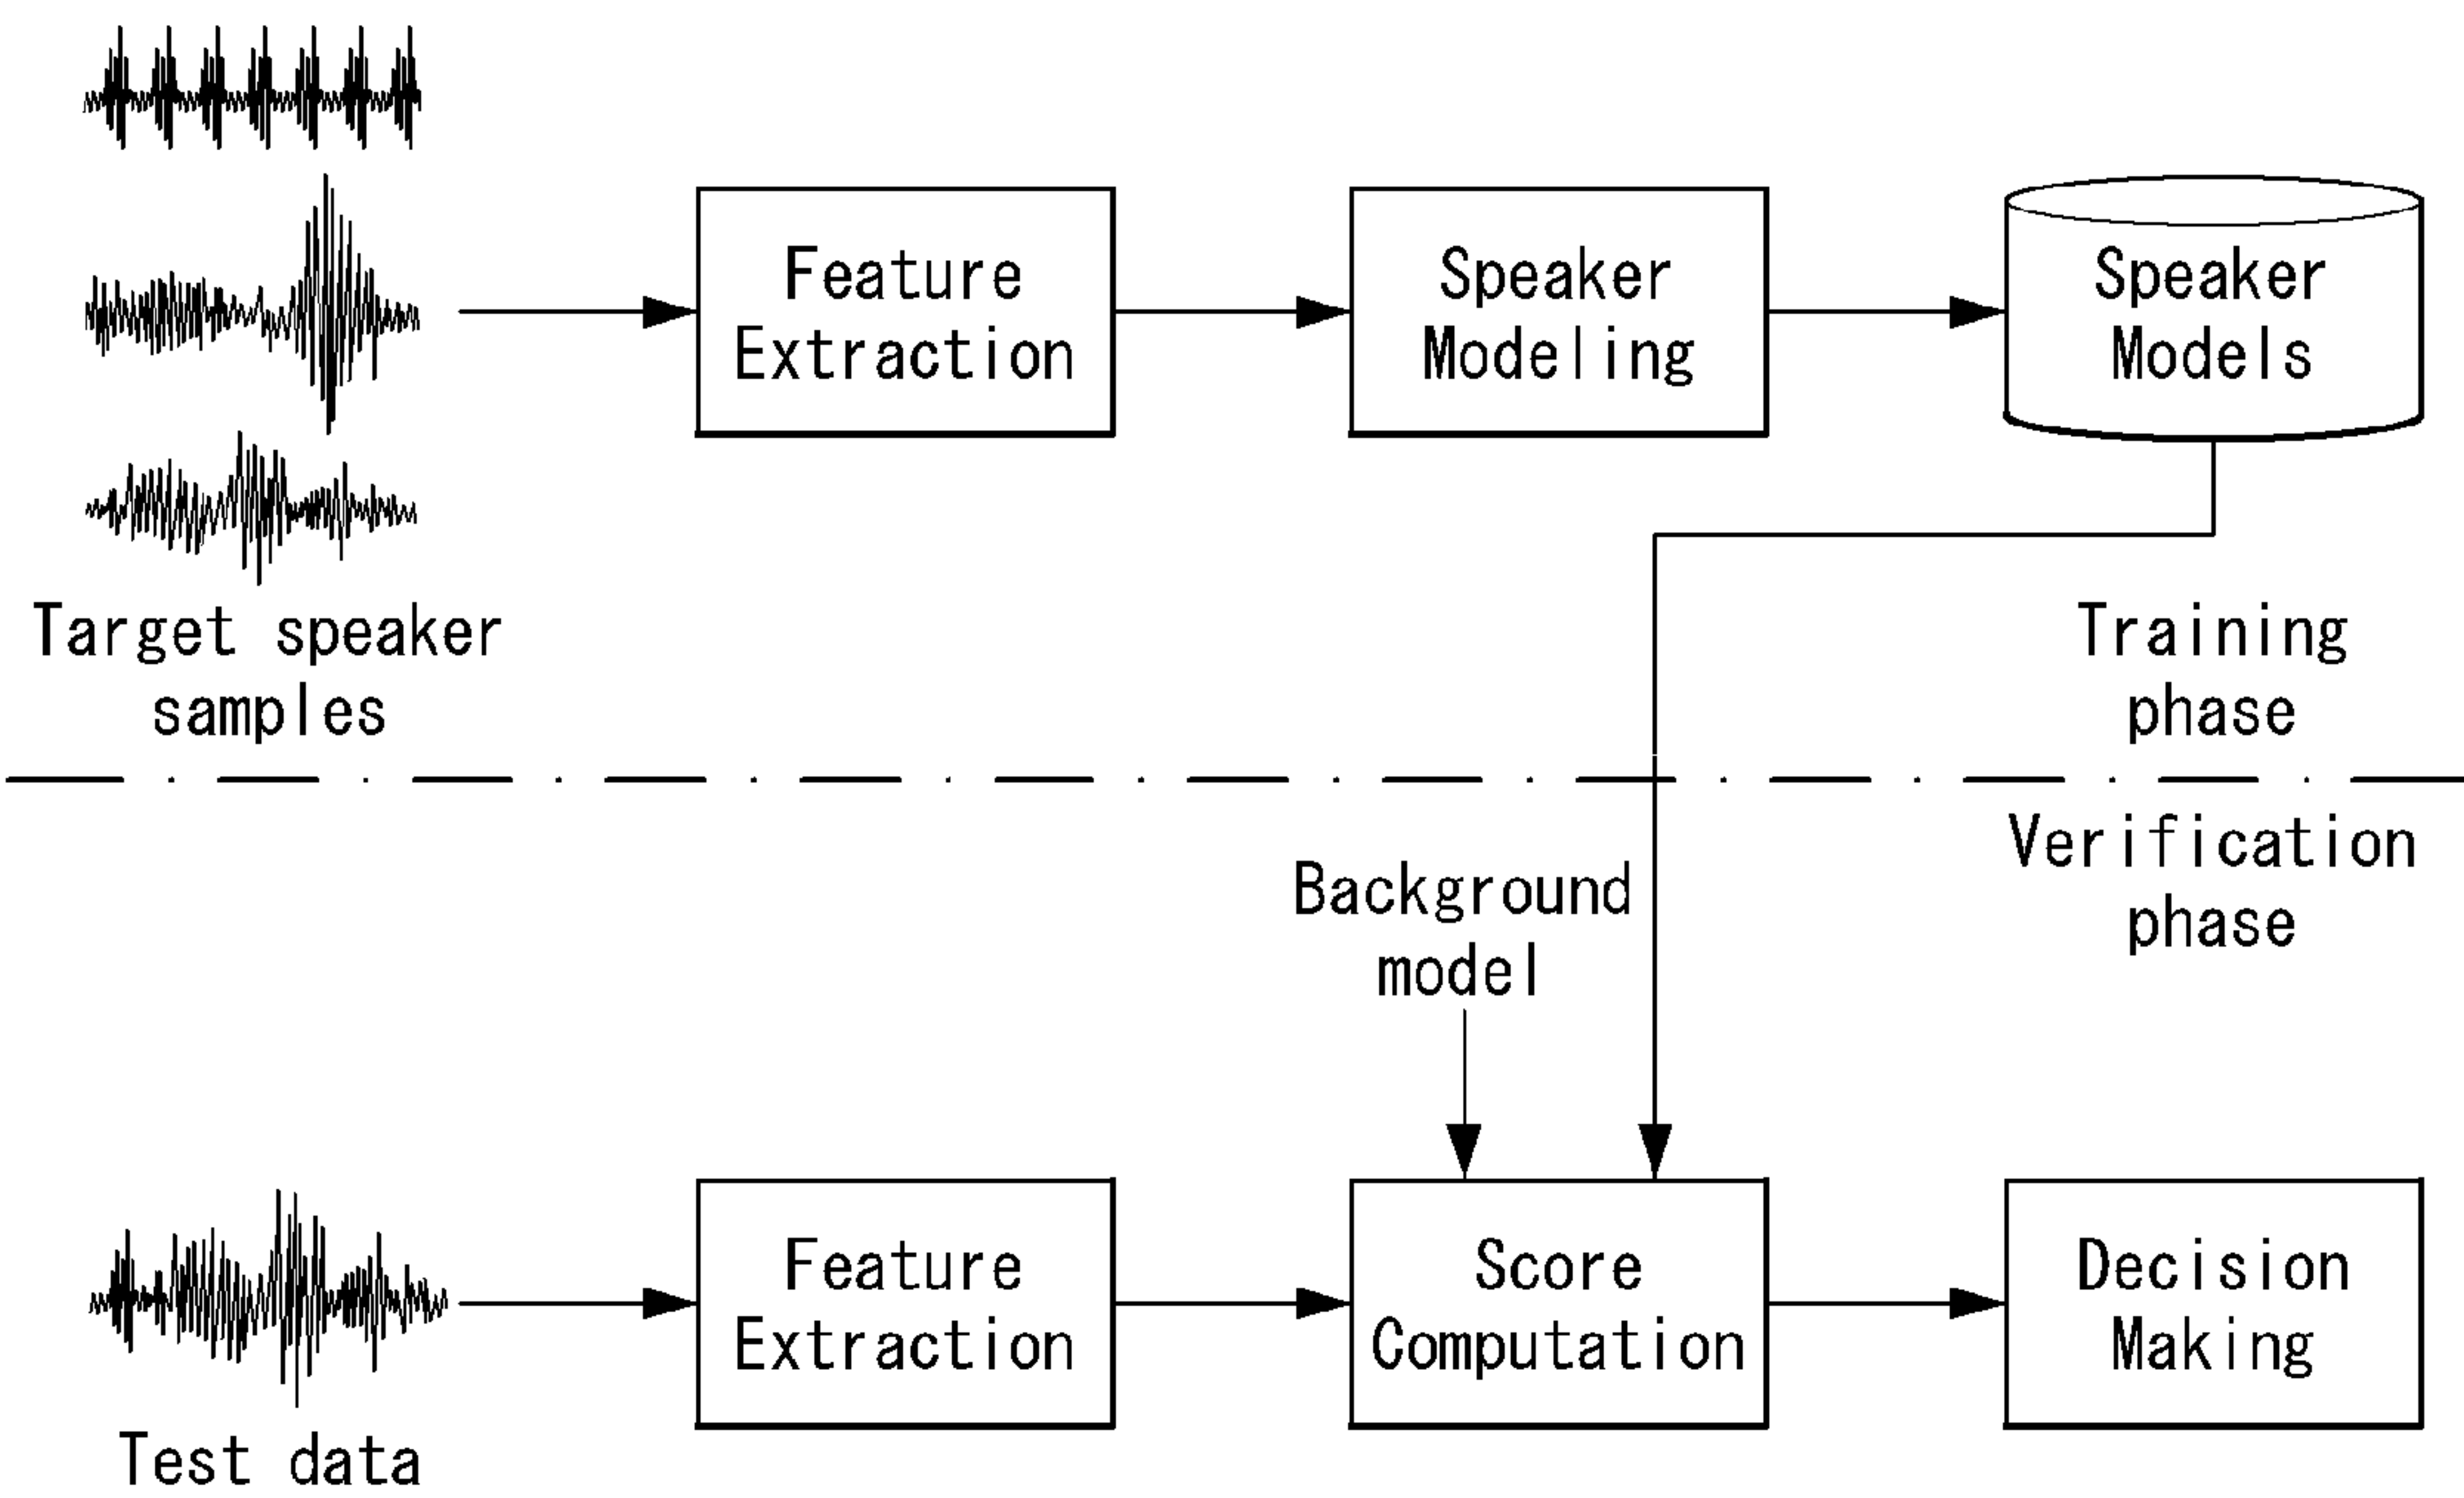 Feature
Extraction
Speaker
Modeling
Speaker
Models
Target speaker
samples
Training
phase
Verification
phase
Background
model
Feature
Extraction
Score
Computation
Decision
Making
Test data